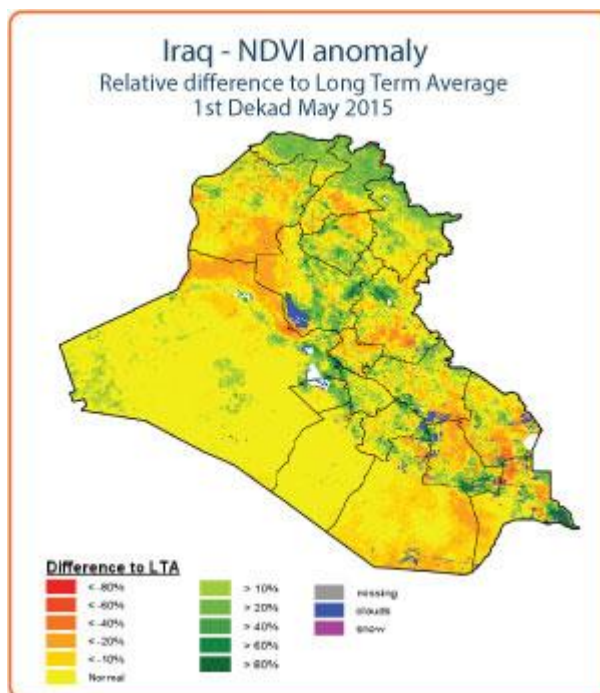 Iraq - NDVI anomaly
Relative difference to Long Term Average
1st Dekad May 2015
Difference to LTA
< -80%
< -60%
< -40%
< -20%
< -10%
Normal
> 10%
> 20%
> 40%
> 60%
> 80%
missing
clouds
snow